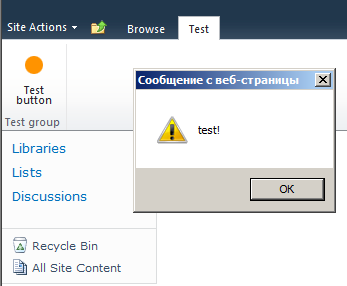 Site Actions Browse Test
Test
button
Test group
Сообщение с веб-страницы
test!
OK
Libraries
Lists
Discussions
Recycle Bin
All Site Content